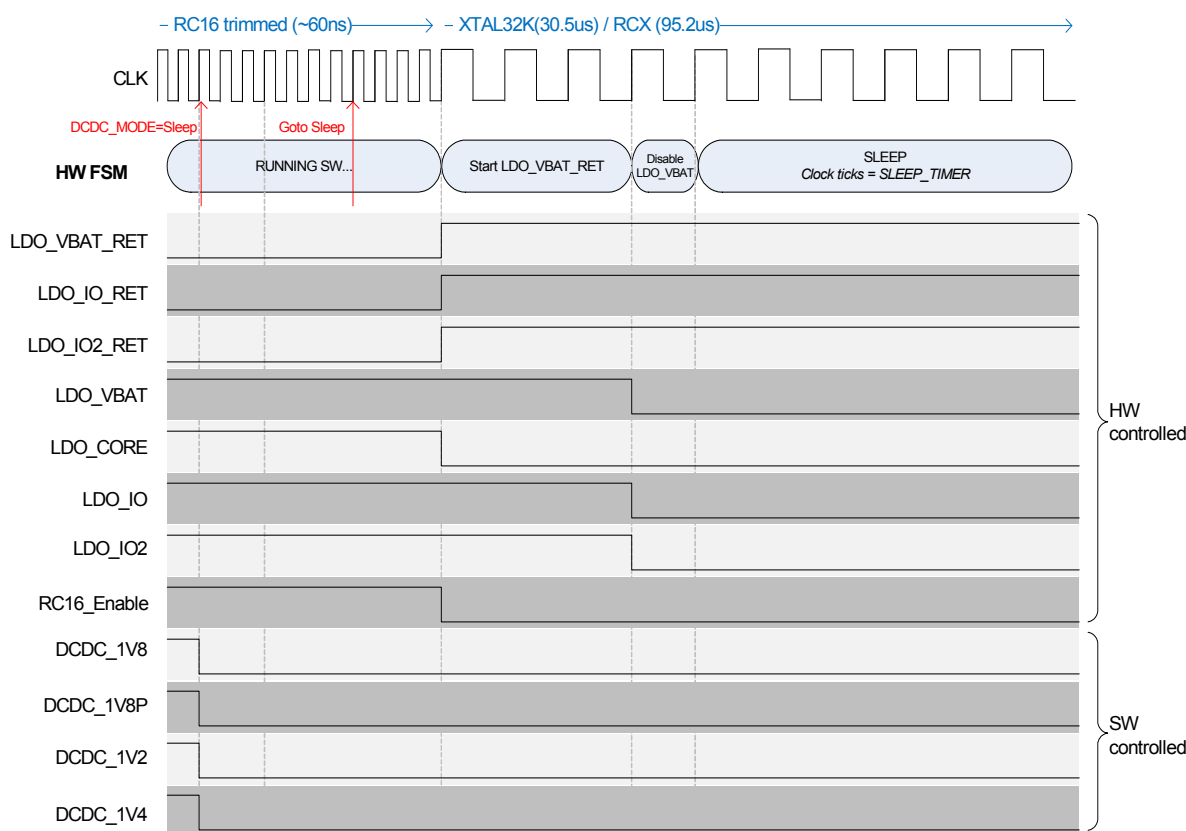 RC16 trimmed (~60ns)
XTAL32K(30.5us) / RCX (95.2us)
CLK
DCDC_MODE=Sleep
Goto Sleep
HW FSM
RUNNING SW...
Start LDO_VBAT_RET
Disable
LDO_VBAT
SLEEP
Clock ticks = SLEEP_TIMER
LDO_VBAT_RET
LDO_IO_RET
LDO_IO2_RET
LDO_VBAT
LDO_CORE
LDO_IO
LDO_IO2
RC16_Enable
HW
controlled
DCDC_1V8
DCDC_1V8P
DCDC_1V2
DCDC_1V4
SW
controlled